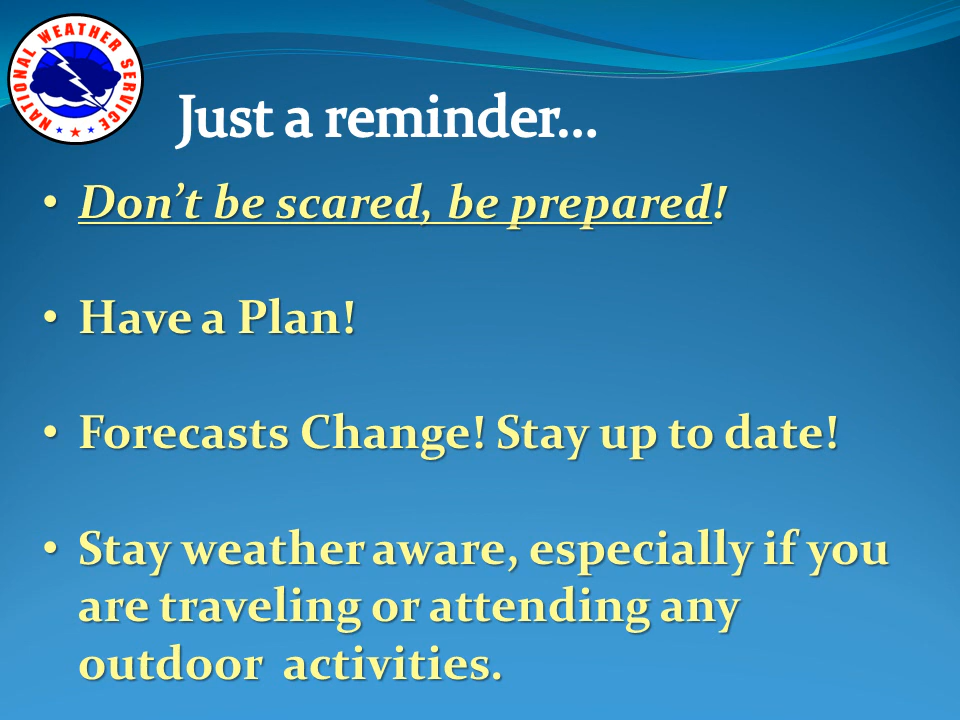 NATIONAL WEATHER SERVICE
Just a reminder...
• Don’t be scared, be prepared!
• Have a Plan!
• Forecasts Change! Stay up to date!
• Stay weather aware, especially if you
are traveling or attending any
outdoor  activities.